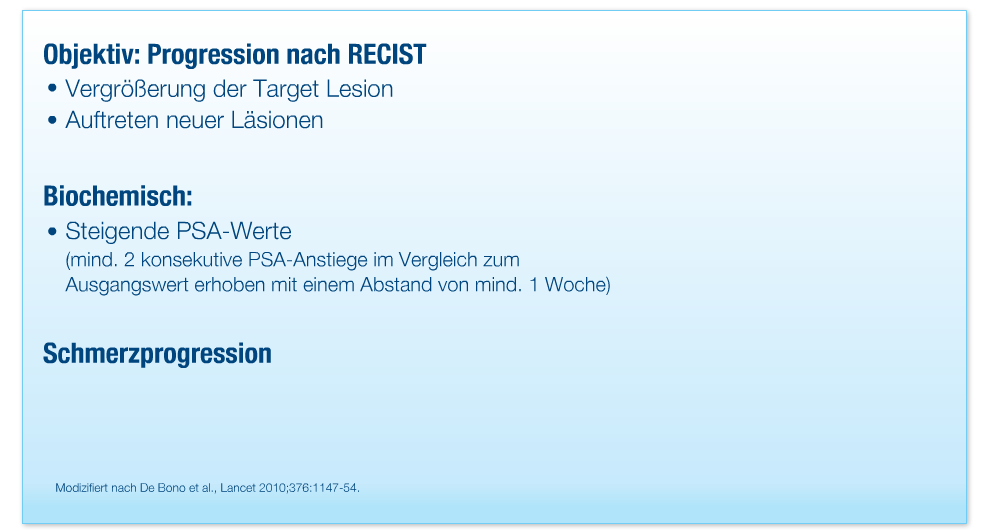 Objektiv: Progression nach RECIST
• Vergrößerung der Target Lesion
• Auftreten neuer Läsionen
Biochemisch:
• Steigende PSA-Werte
(mind. 2 konsekutive PSA-Anstiege im Vergleich zum
Ausgangswert erhoben mit einem Abstand von mind. 1 Woche)
Schmerzprogression
Modizifiert nach De Bono et al., Lancet 2010;376:1147-54.